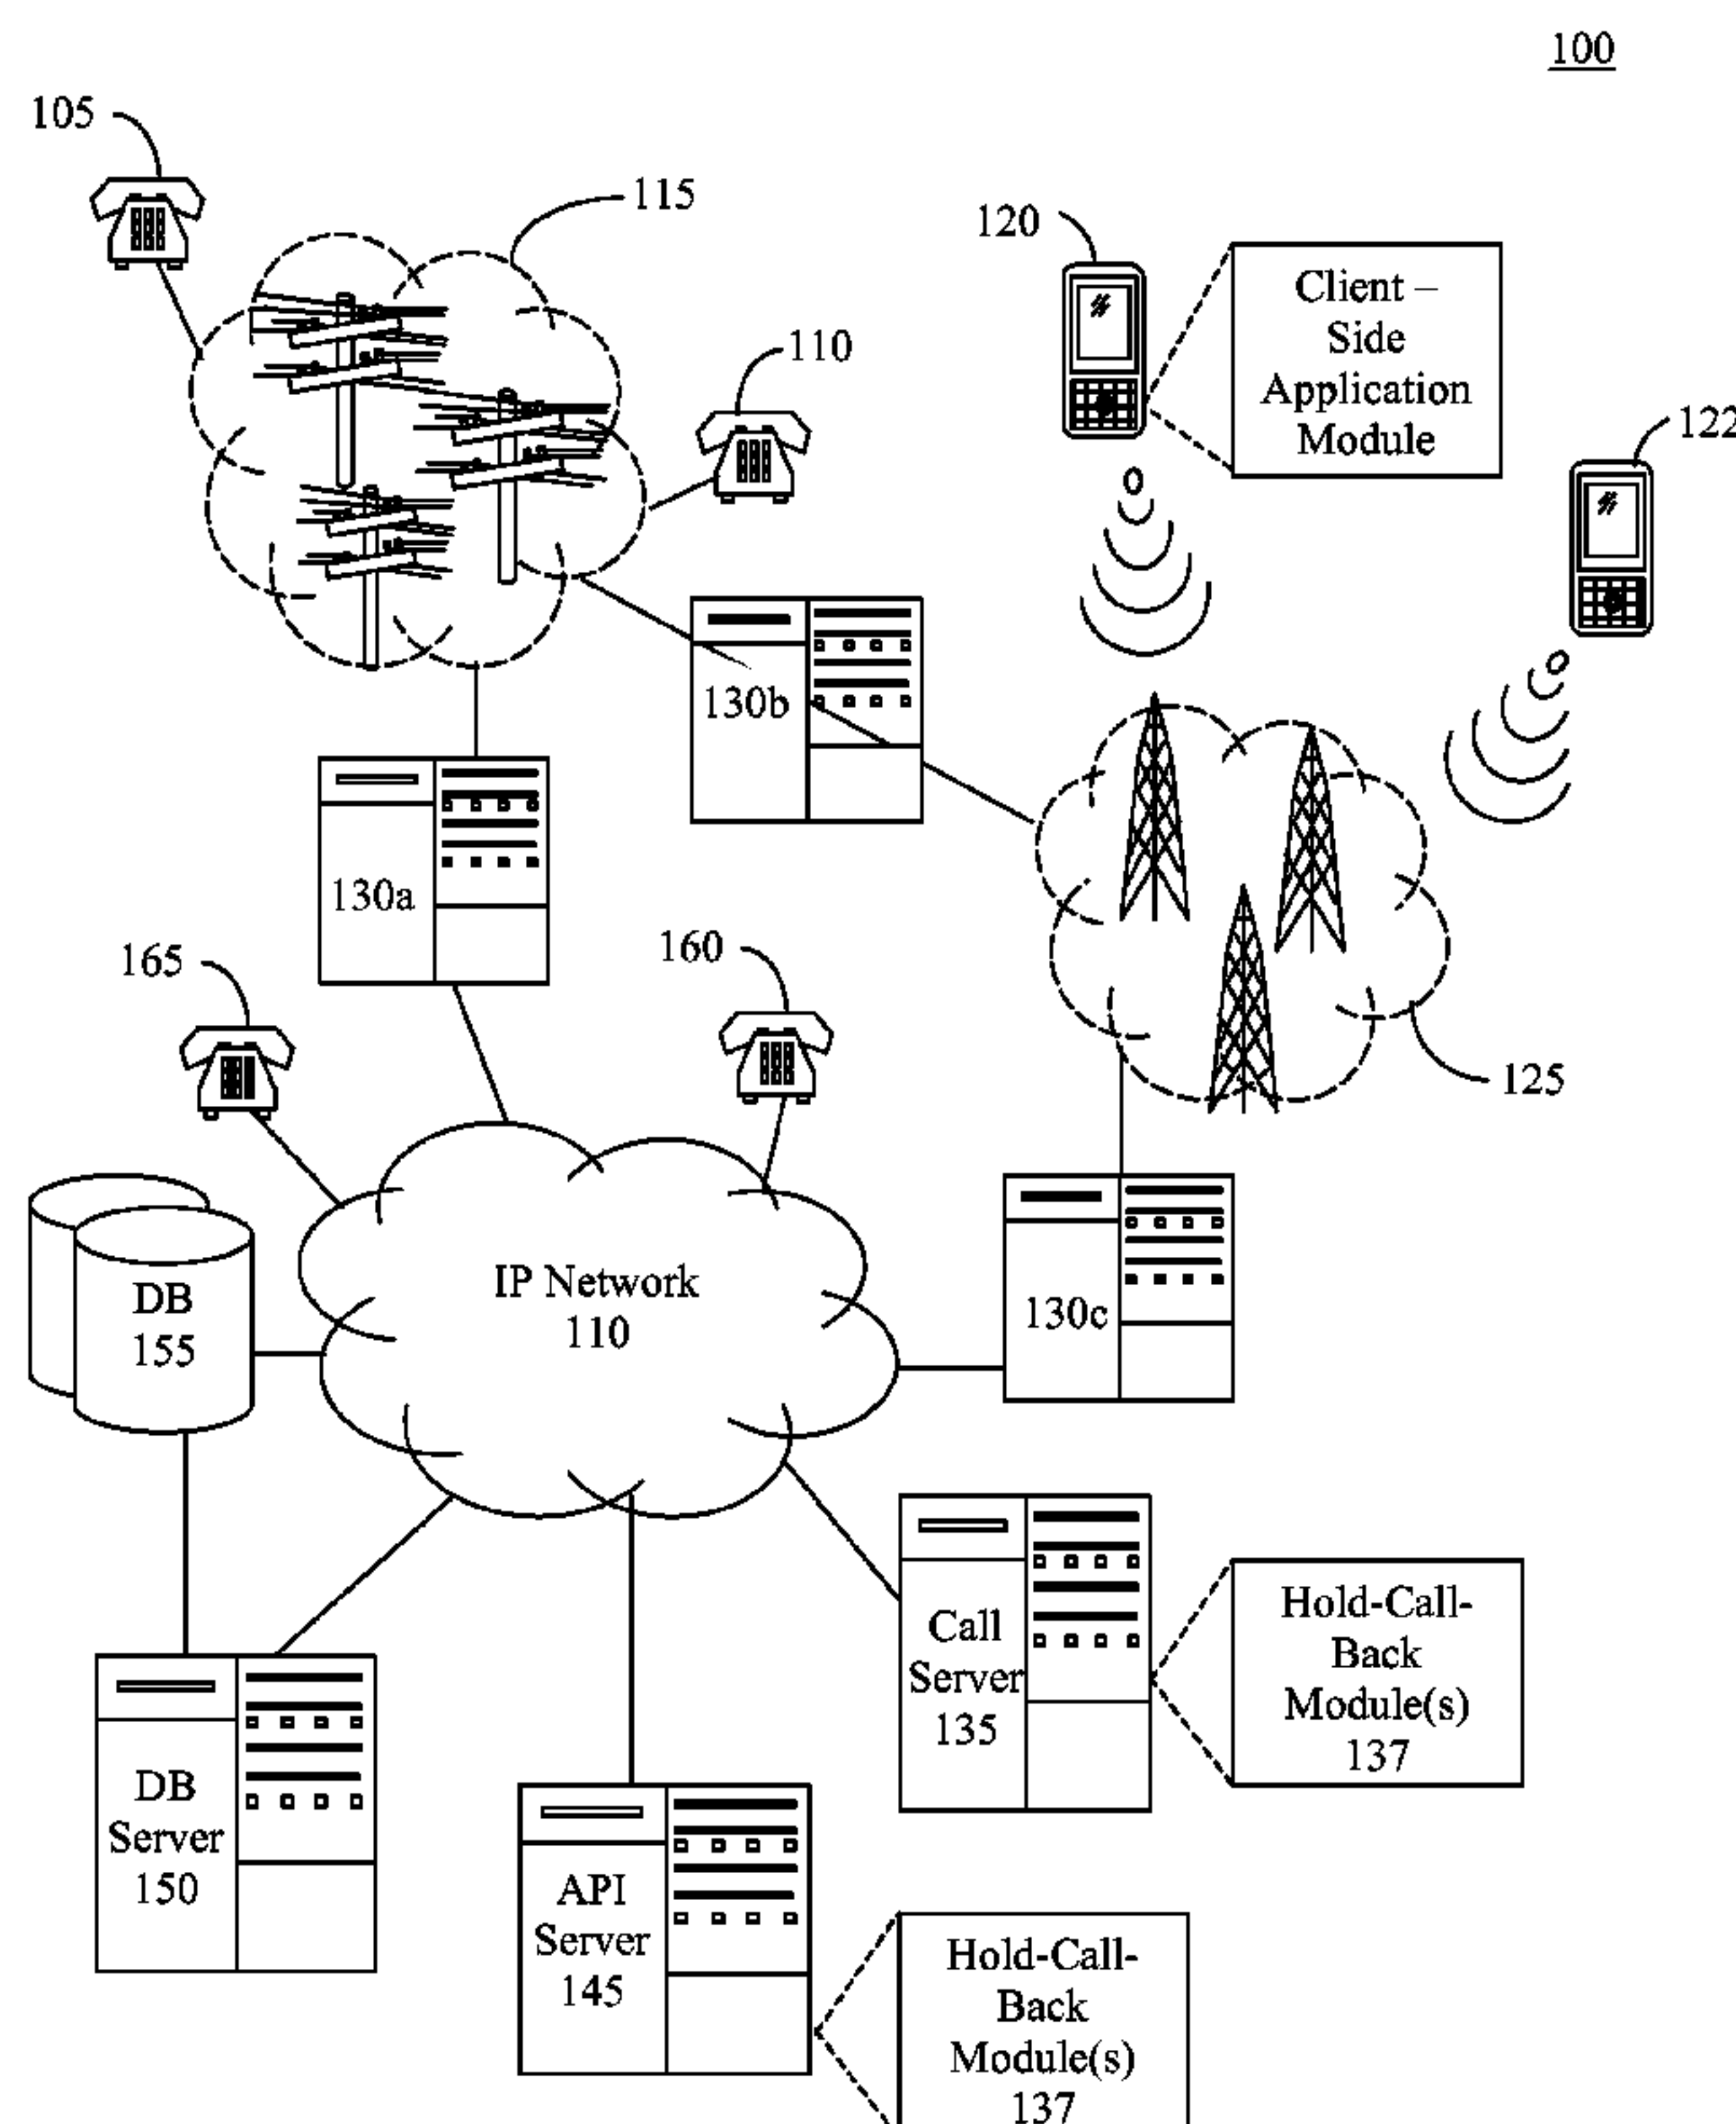 100
105
115
120
Client –
Side
Application
Module
110
122
130b
130a
165
160
125
IP Network
110
DB
155
130c
Call
Server
135
Hold-Call-
Back
Module(s)
137
DB
Server
150
API
Server
145
Hold-Call-
Back
Module(s)
137